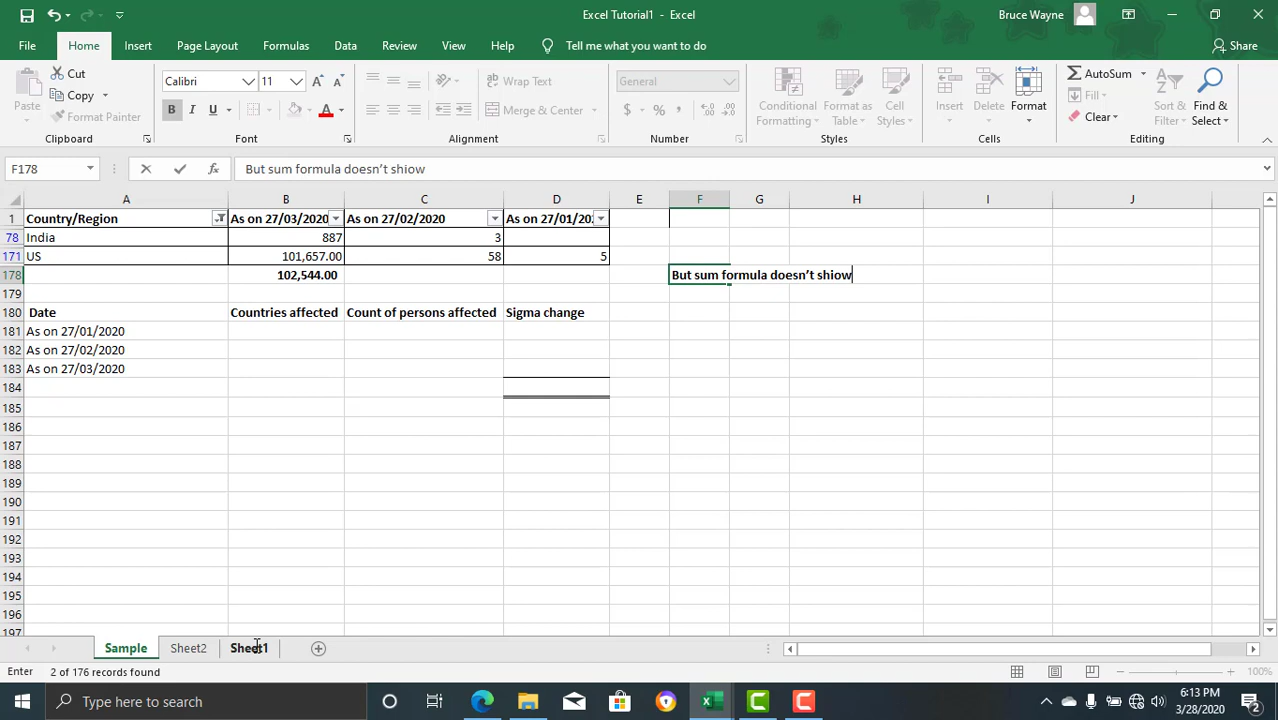 Excel Tutorial1 - Excel
Bruce Wayne
File Home Insert Page Layout Formulas Data Review View Help Tell me what you want to do Share
Paste
Cut
Copy
Format Painter
Clipboard
Calibri 11
B I U
Font
Wrap Text
Merge & Center
Alignment
General
$ % ,
Number
Conditional Formatting
Format as Table
Cell Styles
Styles
Insert Delete Format
Cells
AutoSum
Fill
Clear
Sort & Filter
Find & Select
Editing
F178 fx But sum formula doesn’t shiow
A B C D E F G H I J
1 Country/Region As on 27/03/2020 As on 27/02/2020 As on 27/01/20
78 India 887 3
171 US 101,657.00 58 5
178 102,544.00 But sum formula doesn’t shiow
179
180 Date Countries affected Count of persons affected Sigma change
181 As on 27/01/2020
182 As on 27/02/2020
183 As on 27/03/2020
184
185
186
187
188
189
190
191
192
193
194
195
196
197
Sample Sheet2 Sheet1
Enter 2 of 176 records found 100%
Type here to search
6:13 PM
3/28/2020
2